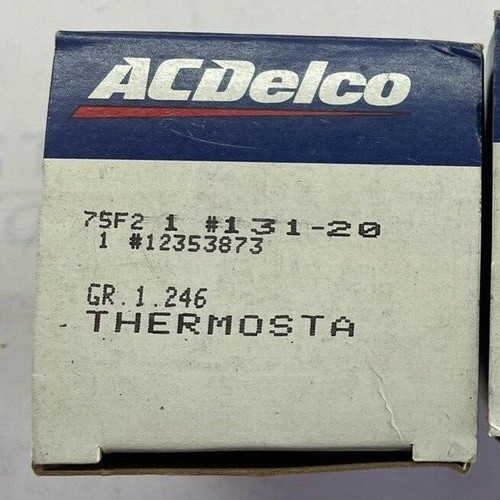 ACDelco
75F2 1 #131-20
1 #12353873
GR.1.246
THERMOSTA